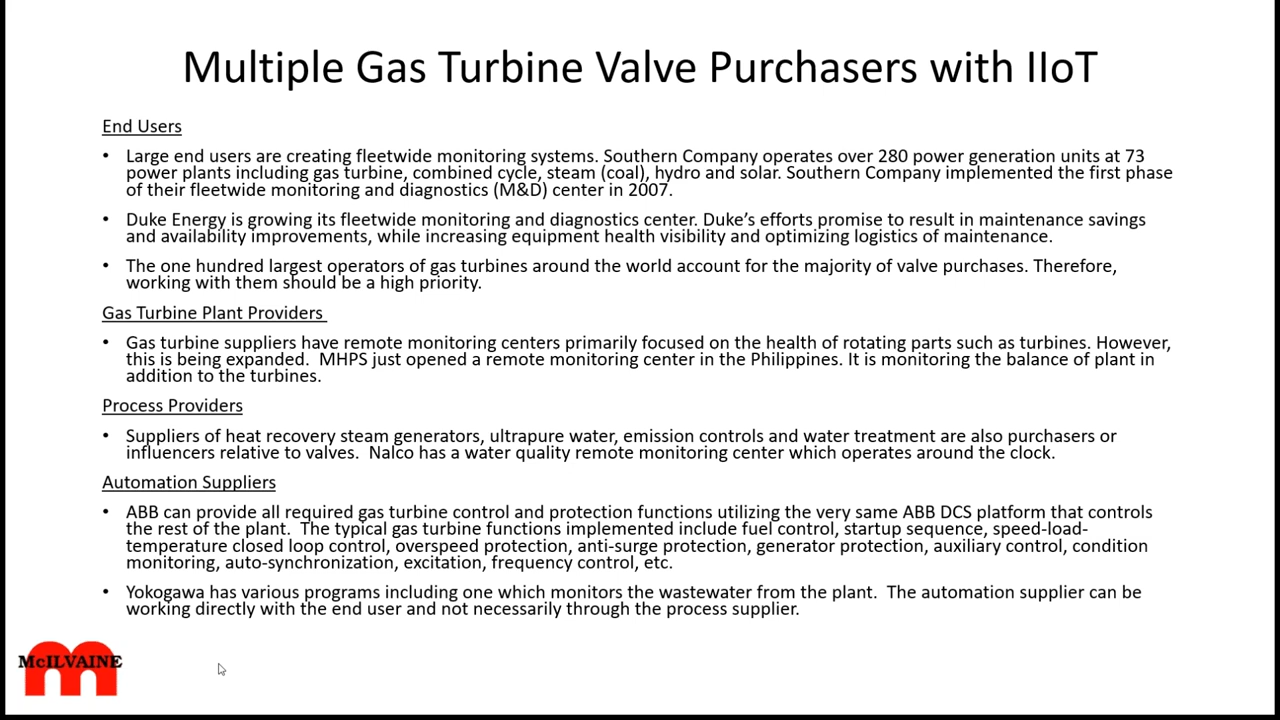 Multiple Gas Turbine Valve Purchasers with IIoT
End Users
• Large end users are creating fleetwide monitoring systems. Southern Company operates over 280 power generation units at 73
power plants including gas turbine, combined cycle, steam (coal), hydro and solar. Southern Company implemented the first phase
of their fleetwide monitoring and diagnostics (M&D) center in 2007.
• Duke Energy is growing its fleetwide monitoring and diagnostics center. Duke’s efforts promise to result in maintenance savings
and availability improvements, while increasing equipment health visibility and optimizing logistics of maintenance.
• The one hundred largest operators of gas turbines around the world account for the majority of valve purchases. Therefore,
working with them should be a high priority.
Gas Turbine Plant Providers
• Gas turbine suppliers have remote monitoring centers primarily focused on the health of rotating parts such as turbines. However,
this is being expanded.  MHPS just opened a remote monitoring center in the Philippines. It is monitoring the balance of plant in
addition to the turbines.
Process Providers
• Suppliers of heat recovery steam generators, ultrapure water, emission controls and water treatment are also purchasers or
influencers relative to valves.  Nalco has a water quality remote monitoring center which operates around the clock.
Automation Suppliers
• ABB can provide all required gas turbine control and protection functions utilizing the very same ABB DCS platform that controls
the rest of the plant.  The typical gas turbine functions implemented include fuel control, startup sequence, speed-load-
temperature closed loop control, overspeed protection, anti-surge protection, generator protection, auxiliary control, condition
monitoring, auto-synchronization, excitation, frequency control, etc.
• Yokogawa has various programs including one which monitors the wastewater from the plant.  The automation supplier can be
working directly with the end user and not necessarily through the process supplier.
McILVAINE